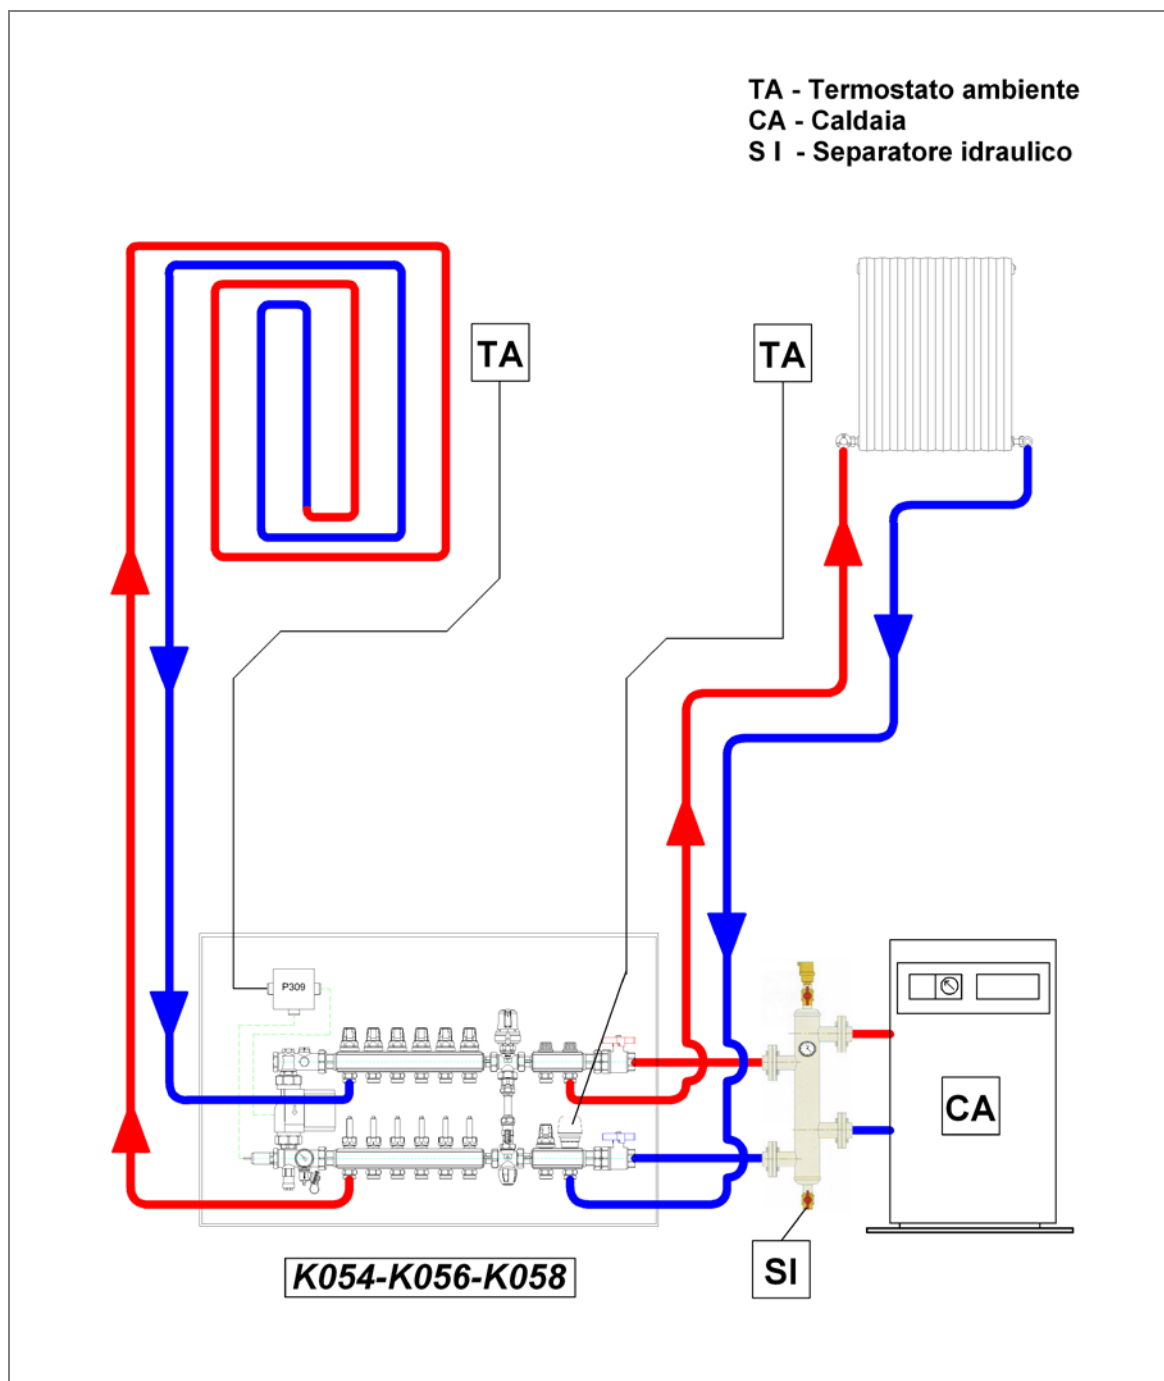 TA - Termostato ambiente
CA - Caldaia
S I - Separatore idraulico
TA
TA
P309
CA
SI
K054-K056-K058